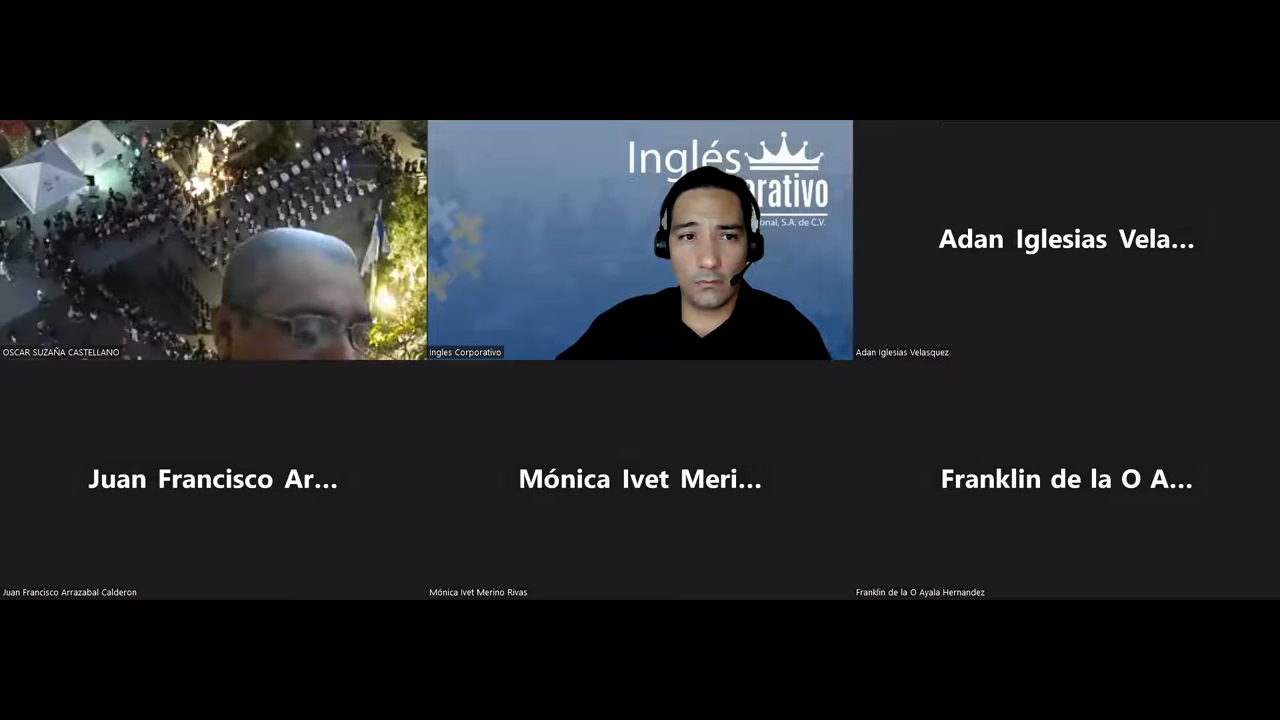 Inglés
orativo
onal, S.A. de C.V.
Adan Iglesias Vela...
OSCAR SUZAÑA CASTELLANO
Ingles Corporativo
Adan Iglesias Velasquez
Juan Francisco Ar...
Mónica Ivet Meri...
Franklin de la O A...
Juan Francisco Arrazabal Calderon
Mónica Ivet Merino Rivas
Franklin de la O Ayala Hernandez